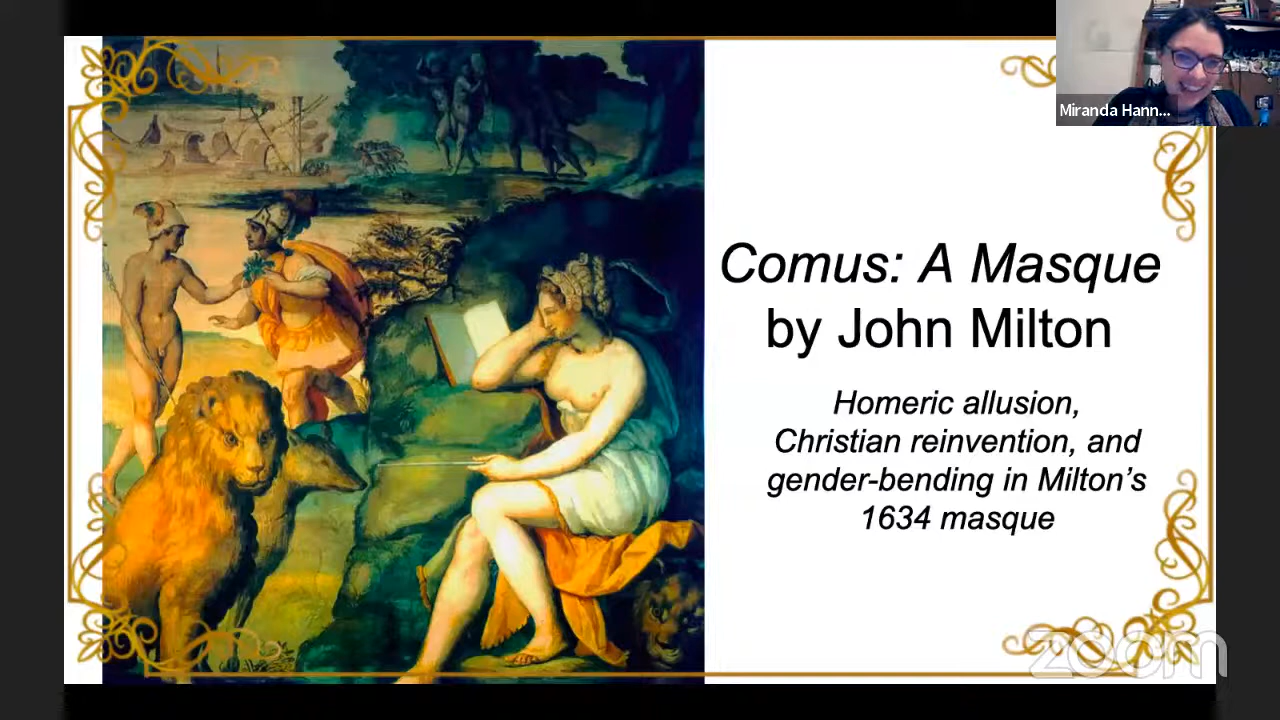 Miranda Hann...
Comus: A Masque
by John Milton
Homeric allusion,
Christian reinvention, and
gender-bending in Milton's
1634 masque
zoom